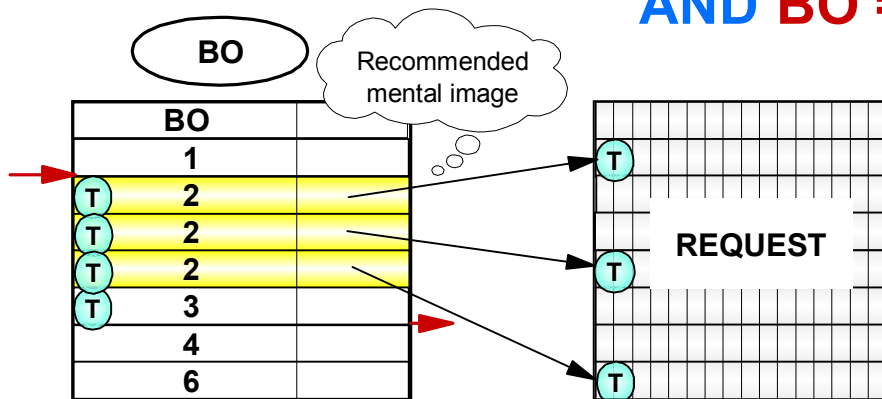 AND BO =
BO
Recommended
mental image
BO
1
T 2 T
T 2
REQUEST
T 2 T
T 3
4
6 T